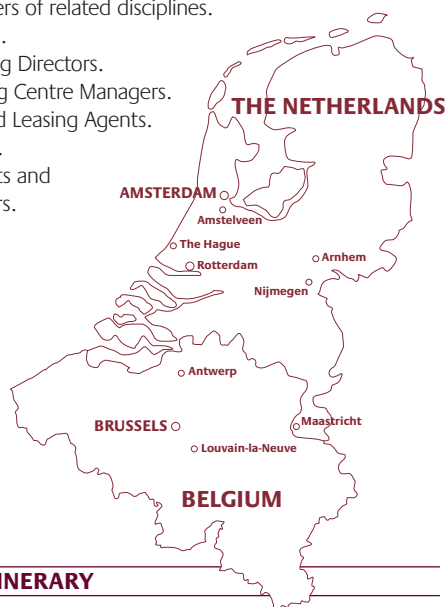 ers of related disciplines.
.
g Directors.
g Centre Managers.
d Leasing Agents.
.
ts and
rs.
THE NETHERLANDS
AMSTERDAM
Amstelveen
The Hague
Rotterdam
Arnhem
Nijmegen
Antwerp
BRUSSELS
Maastricht
Louvain-la-Neuve
BELGIUM
INERARY